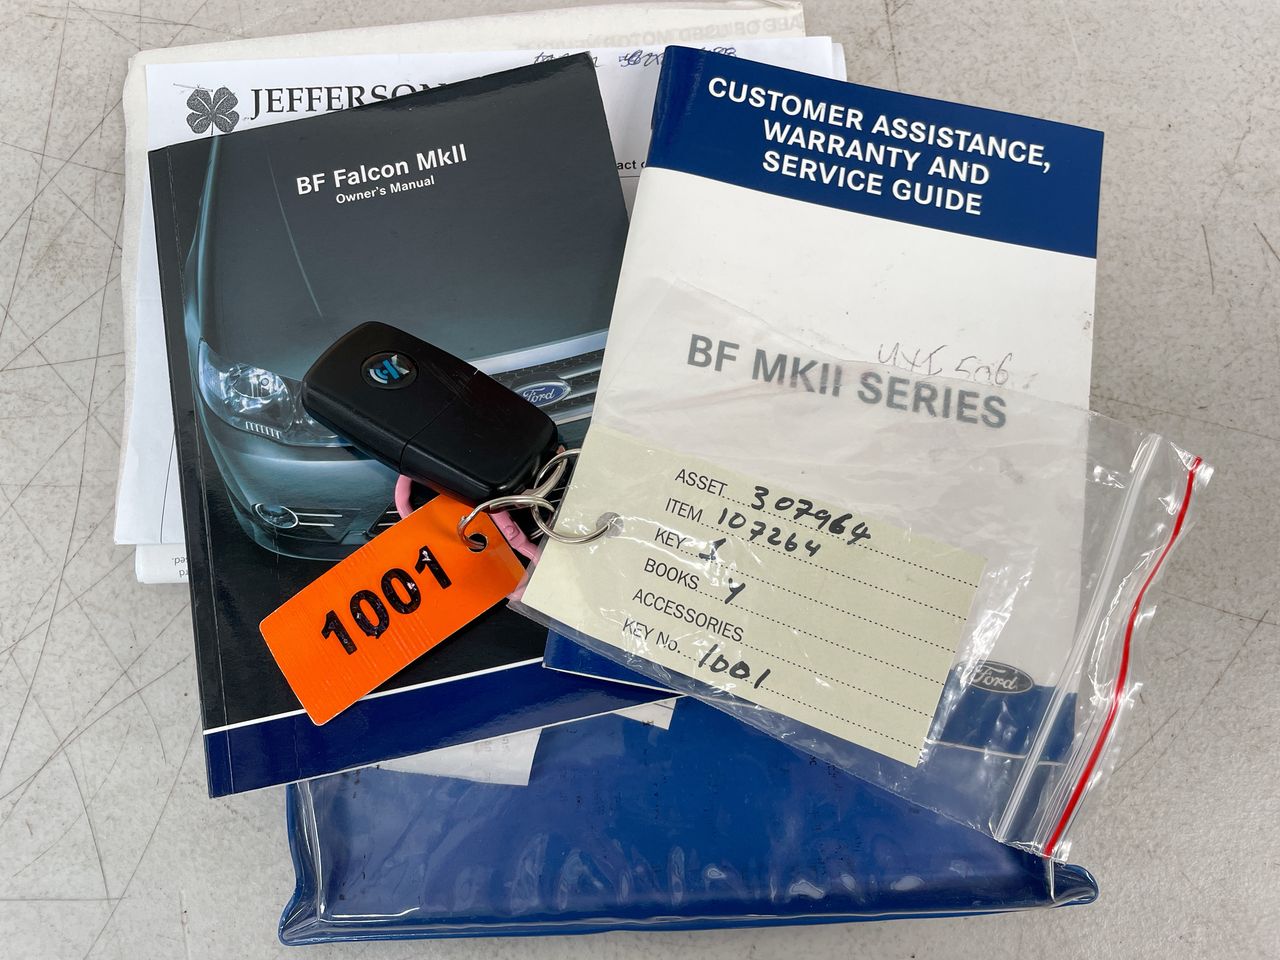 JEFFERSON
BF Falcon MkII
Owner's Manual
Ford
CUSTOMER ASSISTANCE,
WARRANTY AND
SERVICE GUIDE
BF MKII SERIES
ASSET 307964
ITEM 107264
KEY 1
BOOKS Y
ACCESSORIES
KEY No. 1001
1001
Ford